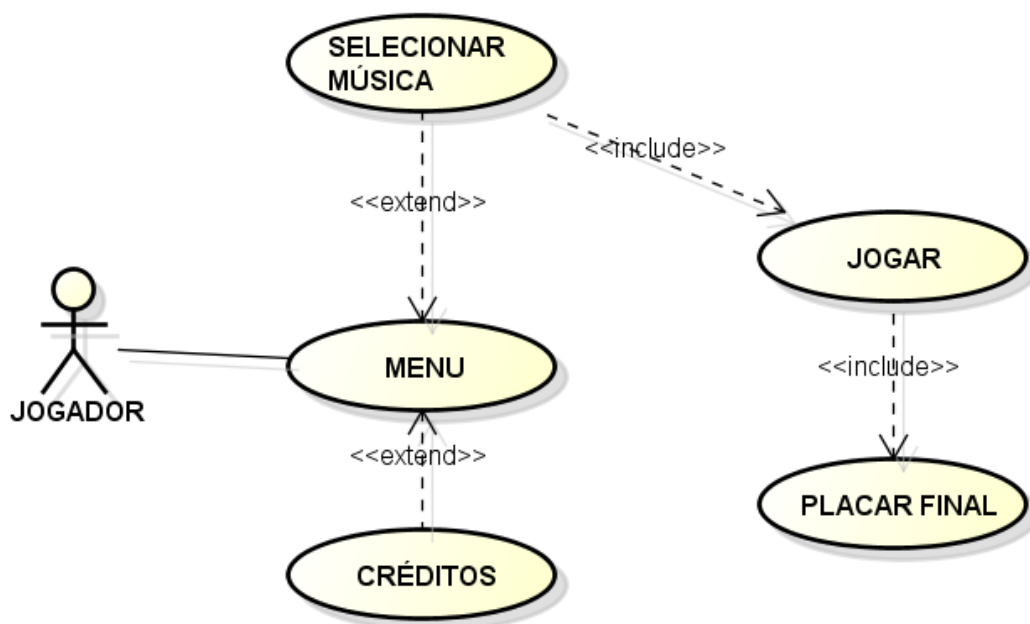 SELECIONAR
MÚSICA
<<include>>
<<extend>>
JOGAR
MENU
<<include>>
JOGADOR
<<extend>>
PLACAR FINAL
CRÉDITOS